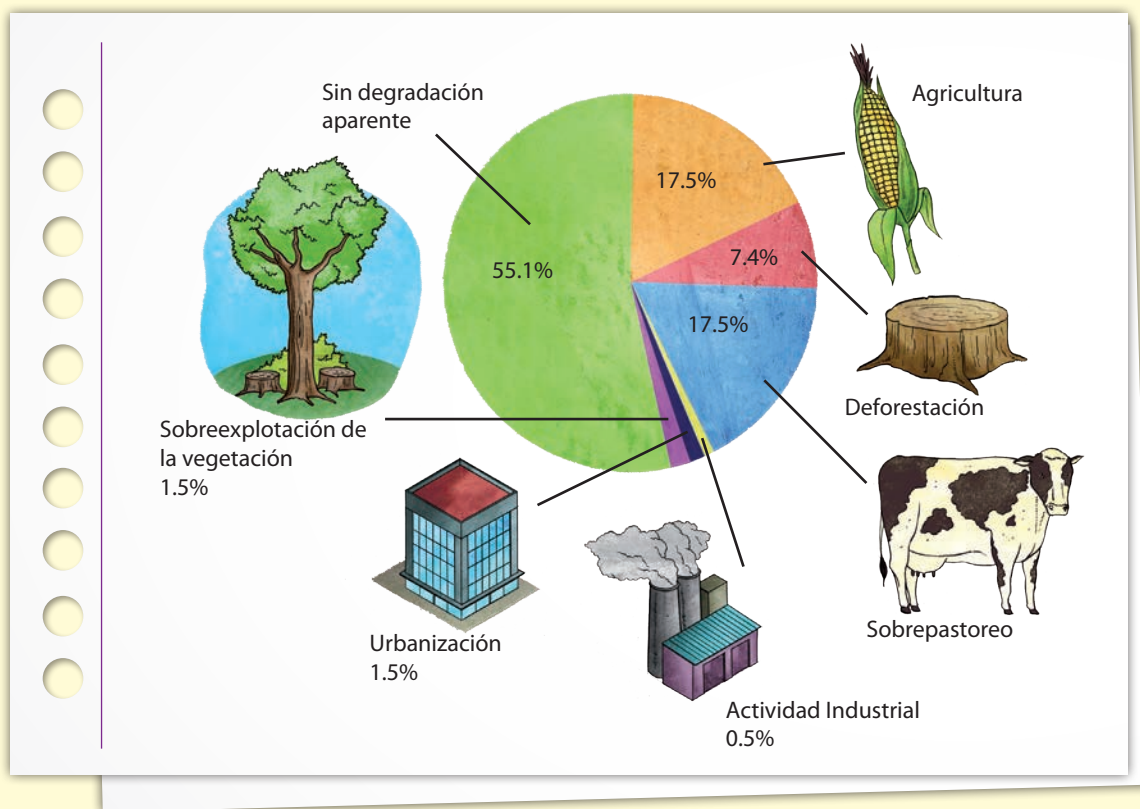 Sin degradación
aparente
Agricultura
17.5%
7.4%
55.1%
17.5%
Deforestación
Sobreexplotación de
la vegetación
1.5%
Sobrepastoreo
Urbanización
1.5%
Actividad Industrial
0.5%